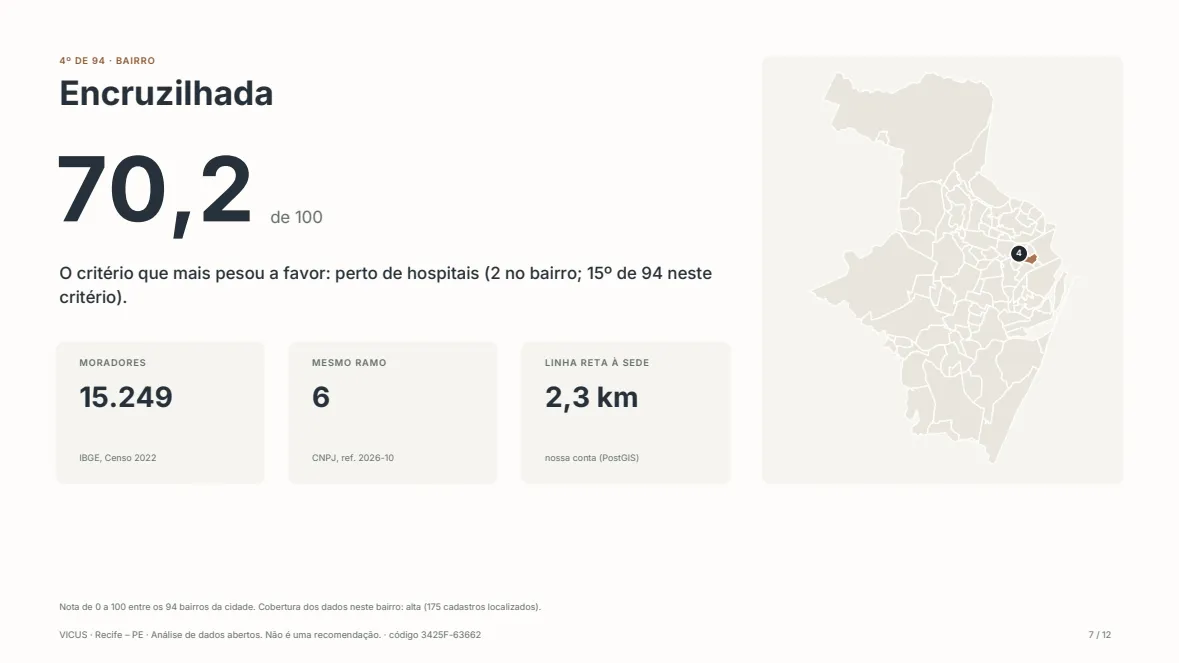 4º DE 94 · BAIRRO
Encruzilhada
70,2 de 100
O critério que mais pesou a favor: perto de hospitais (2 no bairro; 15º de 94 neste
critério).
MORADORES
15.249
IBGE, Censo 2022
MESMO RAMO
6
CNPJ, ref. 2026-10
LINHA RETA À SEDE
2,3 km
nossa conta (PostGIS)
4
Nota de 0 a 100 entre os 94 bairros da cidade. Cobertura dos dados neste bairro: alta (175 cadastros localizados).
VICUS · Recife – PE · Análise de dados abertos. Não é uma recomendação. · código 3425F-63662
7 / 12